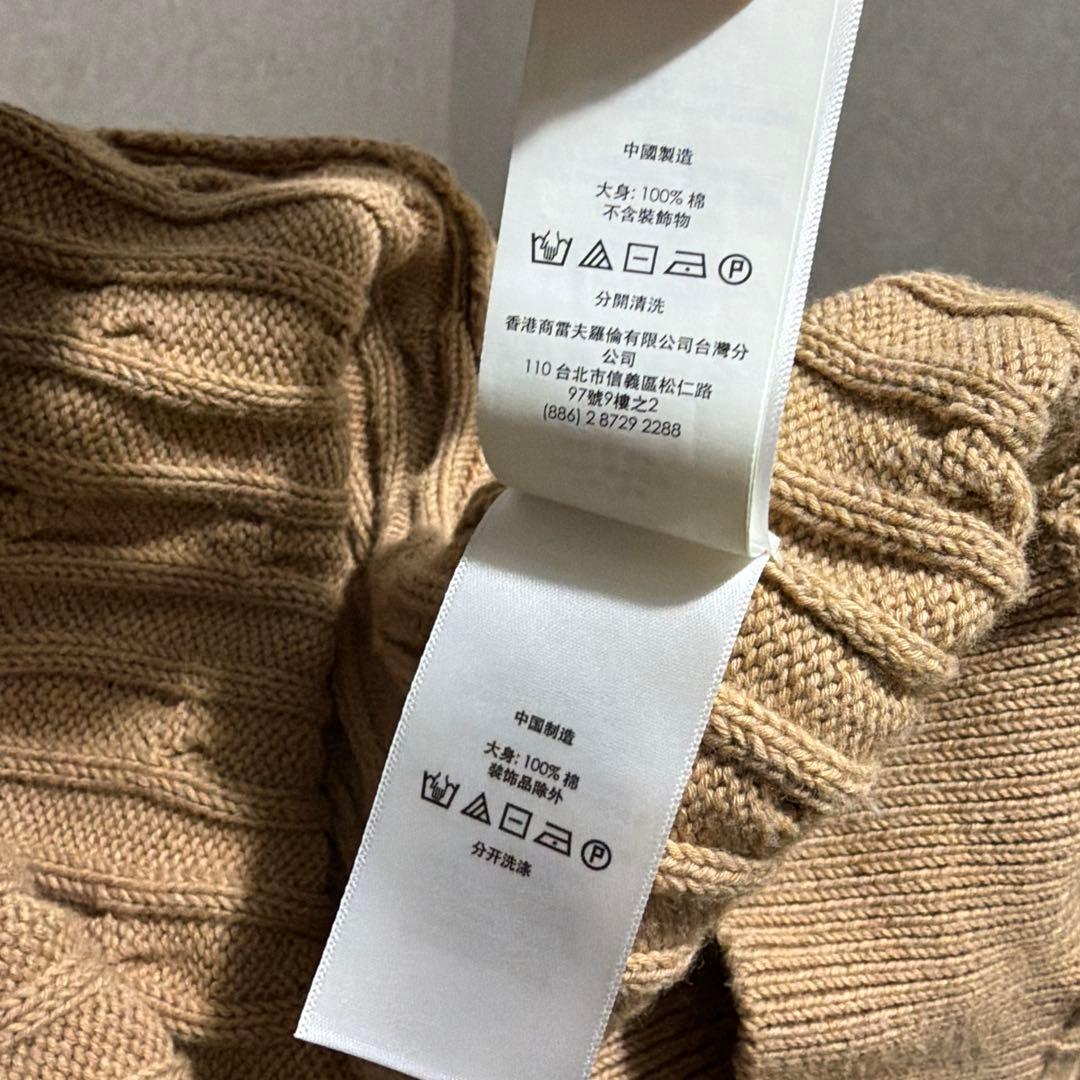 中國製造
大身: 100% 棉
不含裝飾物
P
分開清洗
香港商雷夫羅倫有限公司台灣分
公司
110 台北市信義區松仁路
97號9樓之2
(886) 2 8729 2288
中国制造
大身: 100% 棉
装饰品除外
P
分开洗涤